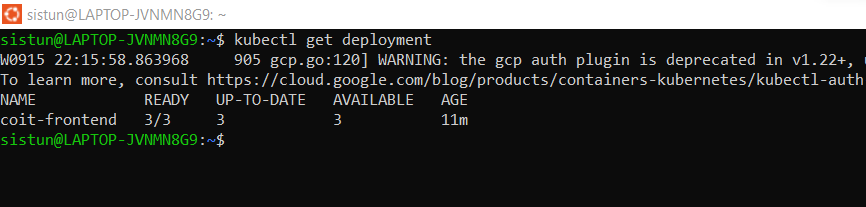 sistun@LAPTOP-JVNMN8G9: ~
sistun@LAPTOP-JVNMN8G9:~$ kubectl get deployment
W0915 22:15:58.863968     905 gcp.go:120] WARNING: the gcp auth plugin is deprecated in v1.22+,
To learn more, consult https://cloud.google.com/blog/products/containers-kubernetes/kubectl-auth
NAME            READY   UP-TO-DATE   AVAILABLE   AGE
coit-frontend   3/3     3            3           11m
sistun@LAPTOP-JVNMN8G9:~$